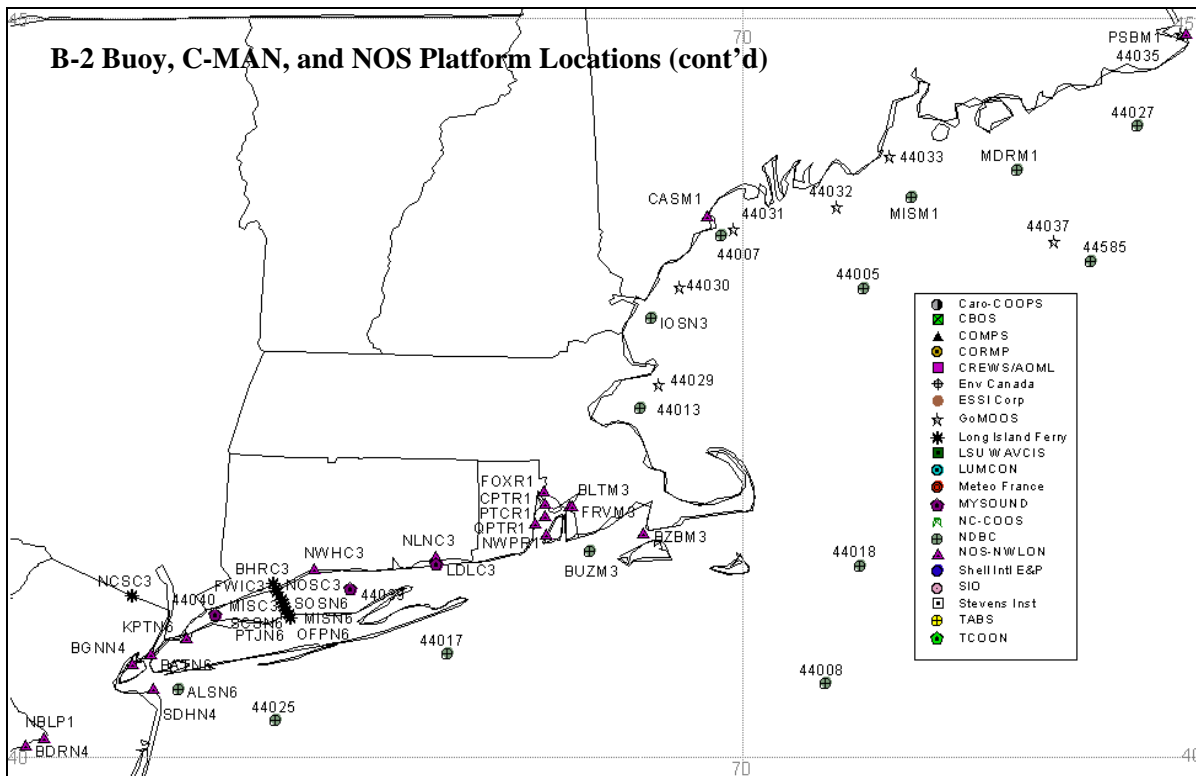 45
70
B-2 Buoy, C-MAN, and NOS Platform Locations (cont'd)
PSBM1
44035
44027
44033
MDRM1
44032
CASM1
44031
MISM1
44037
44007
44585
44005
44030
IOSN3
44029
44013
Caro-COOPS
CBOS
COMPS
CORMP
CREWS/AOML
Env Canada
ESSI Corp
GoMOOS
Long Island Ferry
LSU WAVCIS
LUMCON
Meteo France
MYSOUND
NC-COOS
NDBC
NOS-NWLON
Shell Intl E&P
SIO
Stevens Inst
TABS
TCOON
FOXR1
CPTR1
PTCR1
QPTR1
NWPR1
BLTM3
FRVM3
BZBM3
BUZM3
NLNC3
LDLC3
NWHC3
BHRC3
FWIC3
NOSC3
NCSC3
44040
MISC3
SOSN6
MISN6
PTJN6
OFPN6
KPTN6
BGNN4
BATN6
ALSN6
SDHN4
44017
44018
44008
44025
NBLP1
BDRN4
40
70